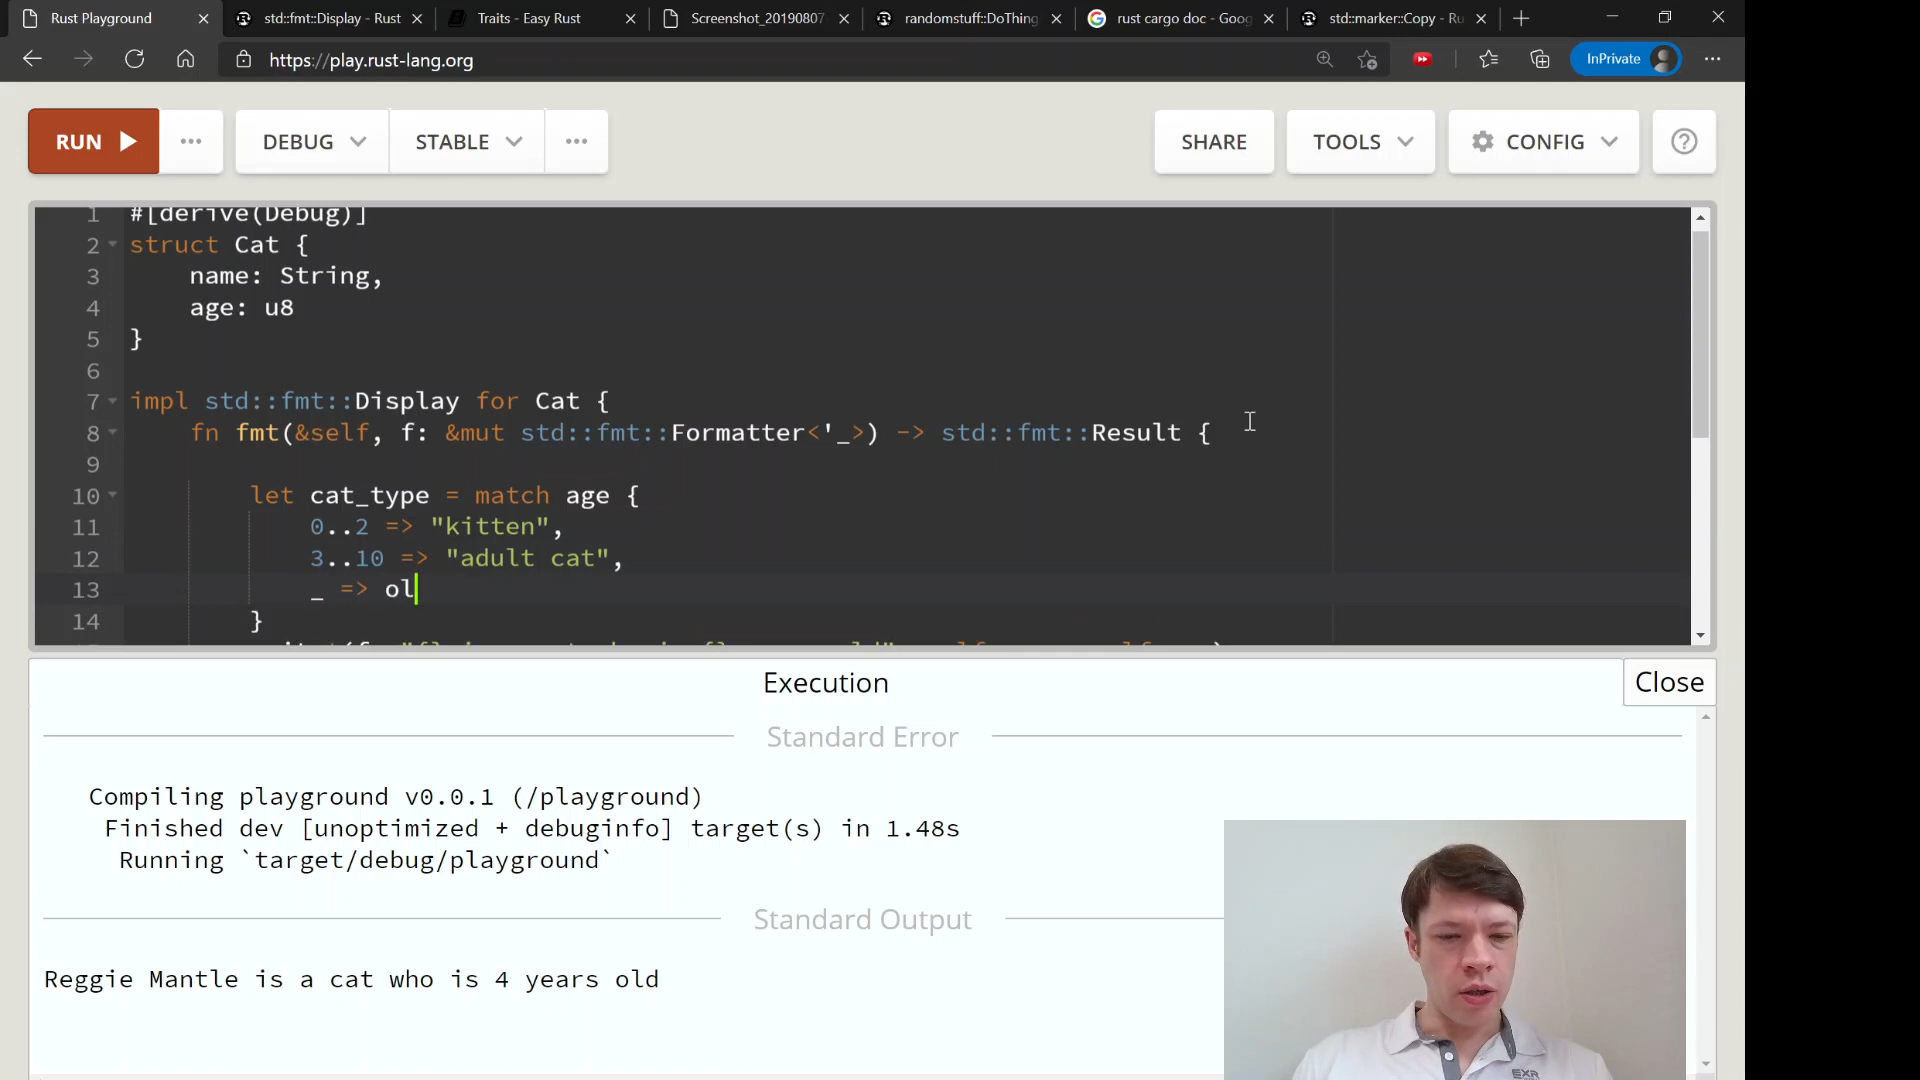 Rust Playground
std::fmt::Display - Rust
Traits - Easy Rust
Screenshot_20190807
randomstuff::DoThing
rust cargo doc - Goog
std::marker::Copy - Ru
https://play.rust-lang.org
InPrivate
RUN
DEBUG
STABLE
SHARE
TOOLS
CONFIG
1 #[derive(Debug)]
2 struct Cat {
3 name: String,
4 age: u8
5 }
6
7 impl std::fmt::Display for Cat {
8 fn fmt(&self, f: &mut std::fmt::Formatter<'_>) -> std::fmt::Result {
9
10 let cat_type = match age {
11 0..2 => "kitten",
12 3..10 => "adult cat",
13 _ => ol
14 }
Execution
Close
Standard Error
Compiling playground v0.0.1 (/playground)
Finished dev [unoptimized + debuginfo] target(s) in 1.48s
Running `target/debug/playground`
Standard Output
Reggie Mantle is a cat who is 4 years old
EXR